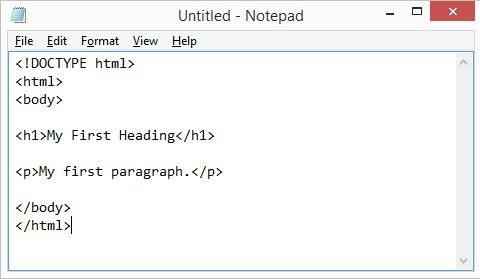 Untitled - Notepad
File Edit Format View Help
<!DOCTYPE html>
<html>
<body>

<h1>My First Heading</h1>

<p>My first paragraph.</p>

</body>
</html>